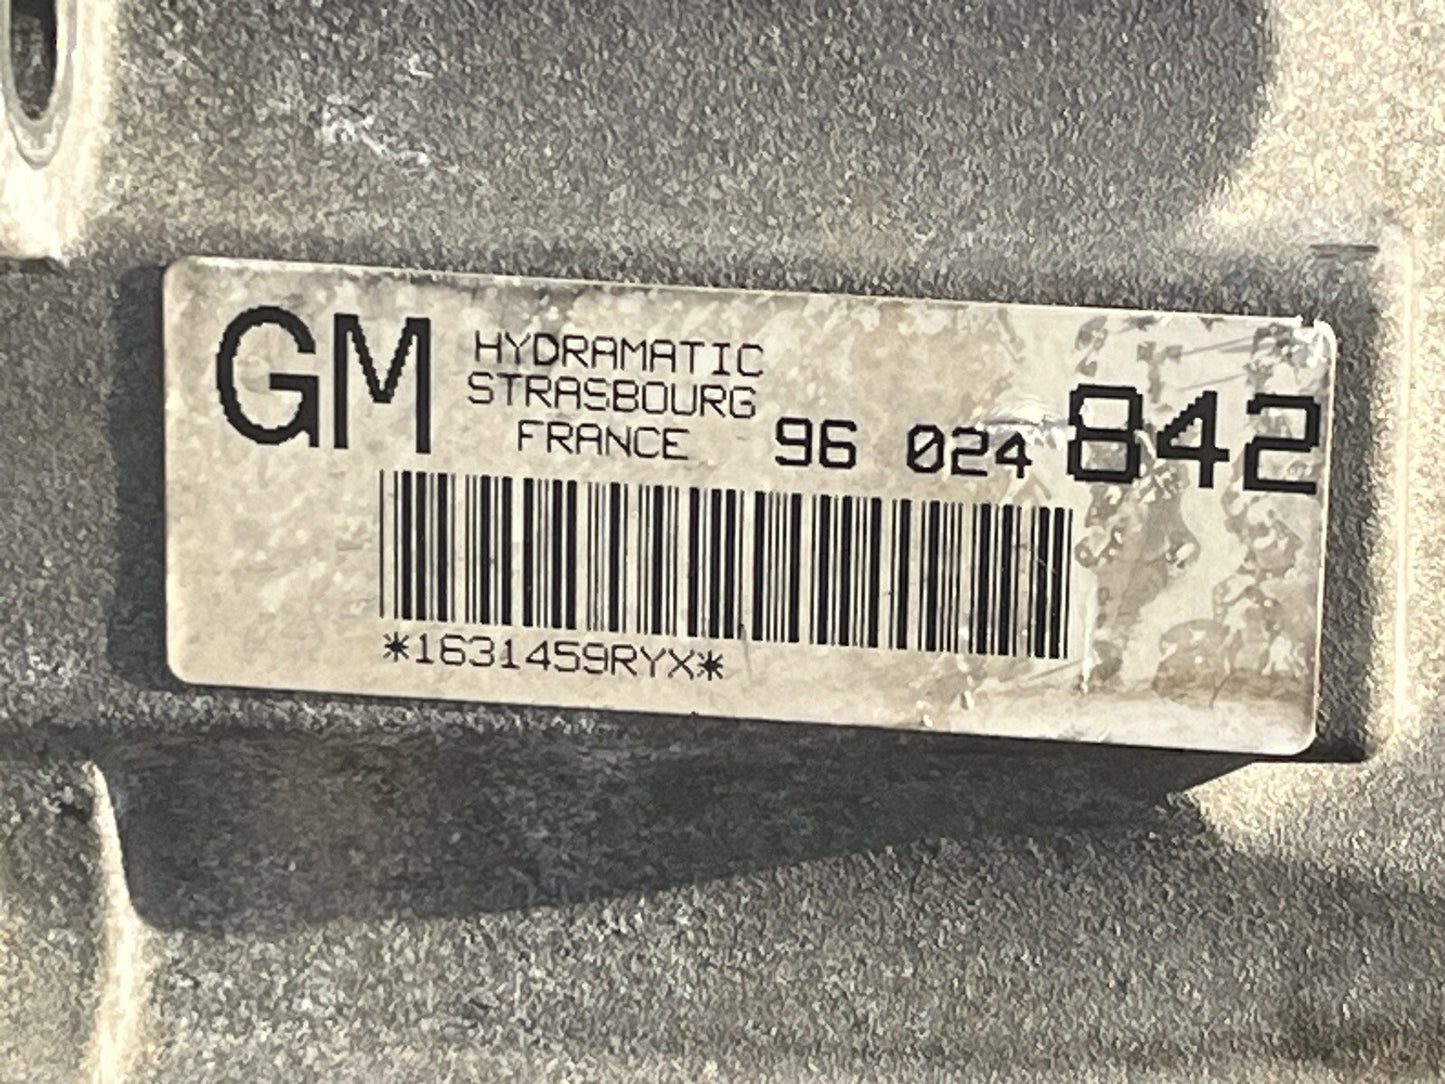 GM
HYDRAMATIC
STRASBOURG
FRANCE
96 024 842
*1631459RYX*